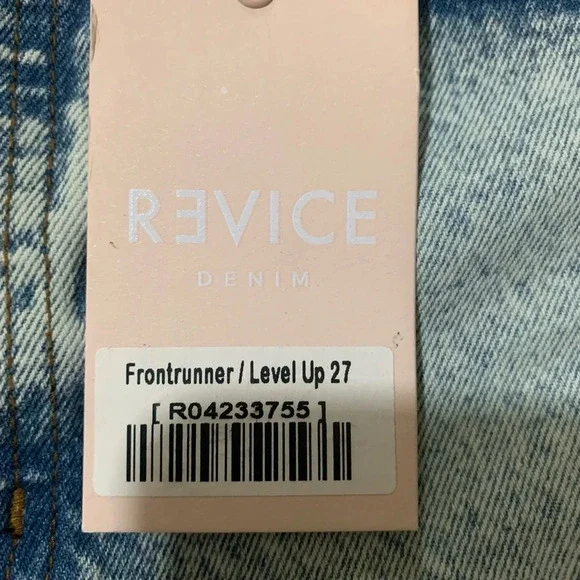 RƎVICE
DENIM
Frontrunner / Level Up 27
[ R04233755 ]